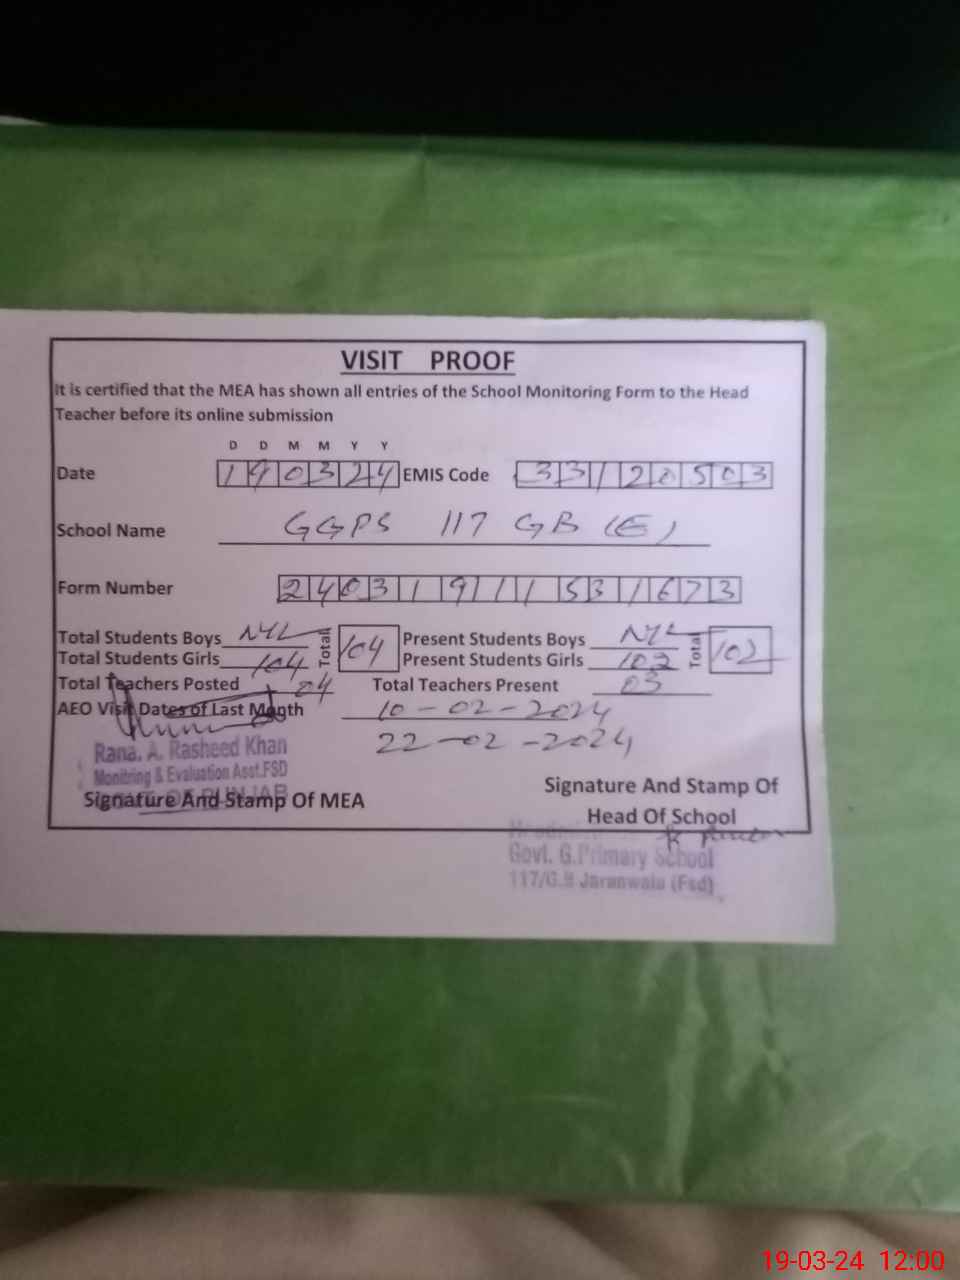 VISIT PROOF
It is certified that the MEA has shown all entries of the School Monitoring Form to the Head
Teacher before its online submission
D D M M Y Y
Date 190324 EMIS Code 33120503
School Name GGPS 117 GB (E)
Form Number 240319111531673
Total Students Boys NIL Total 104 Present Students Boys NIL Total 102
Total Students Girls 104 Present Students Girls 102
Total Teachers Posted 04 Total Teachers Present 03
AEO Visit Dates of Last Month 10-02-2024
22-02-2024
Rana. A. Rasheed Khan
Monitring & Evaluation Asst.FSD
Signature And Stamp Of MEA
Signature And Stamp Of
Head Of School
Govt. G.Primary School
117/G.B Jaranwala (Fsd)
19-03-24 12:00